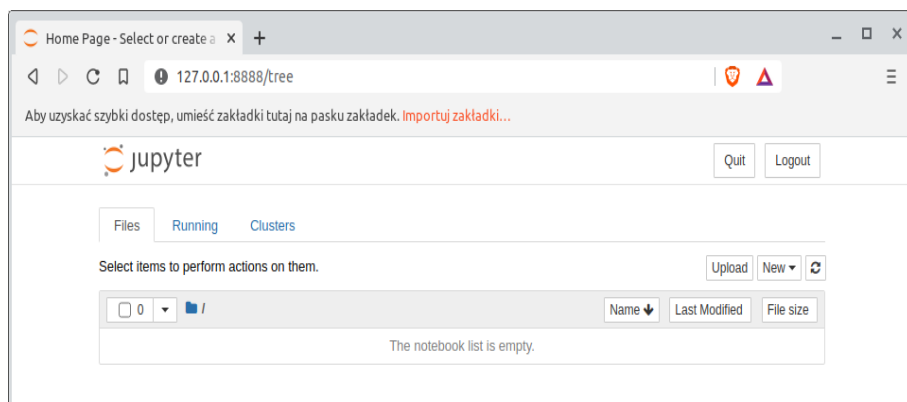 Home Page - Select or create a
127.0.0.1:8888/tree
Aby uzyskać szybki dostęp, umieść zakładki tutaj na pasku zakładek. Importuj zakładki...
jupyter
Quit Logout
Files Running Clusters
Select items to perform actions on them.
Upload New
0 / Name Last Modified File size
The notebook list is empty.